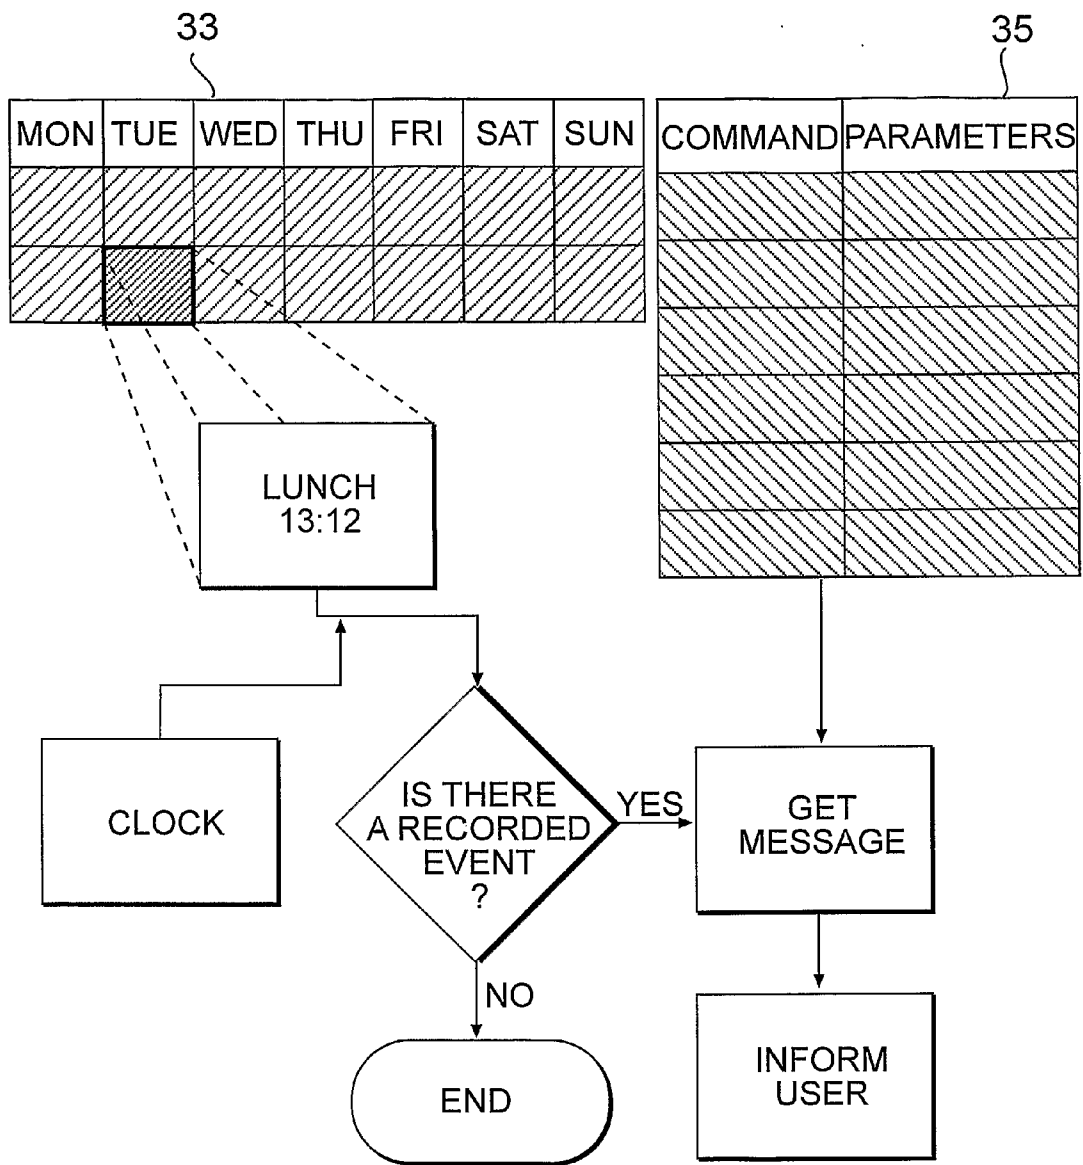 33
35
MON TUE WED THU FRI SAT SUN
COMMAND PARAMETERS
LUNCH
13:12
CLOCK
IS THERE
A RECORDED
EVENT
?
YES
GET
MESSAGE
NO
END
INFORM
USER